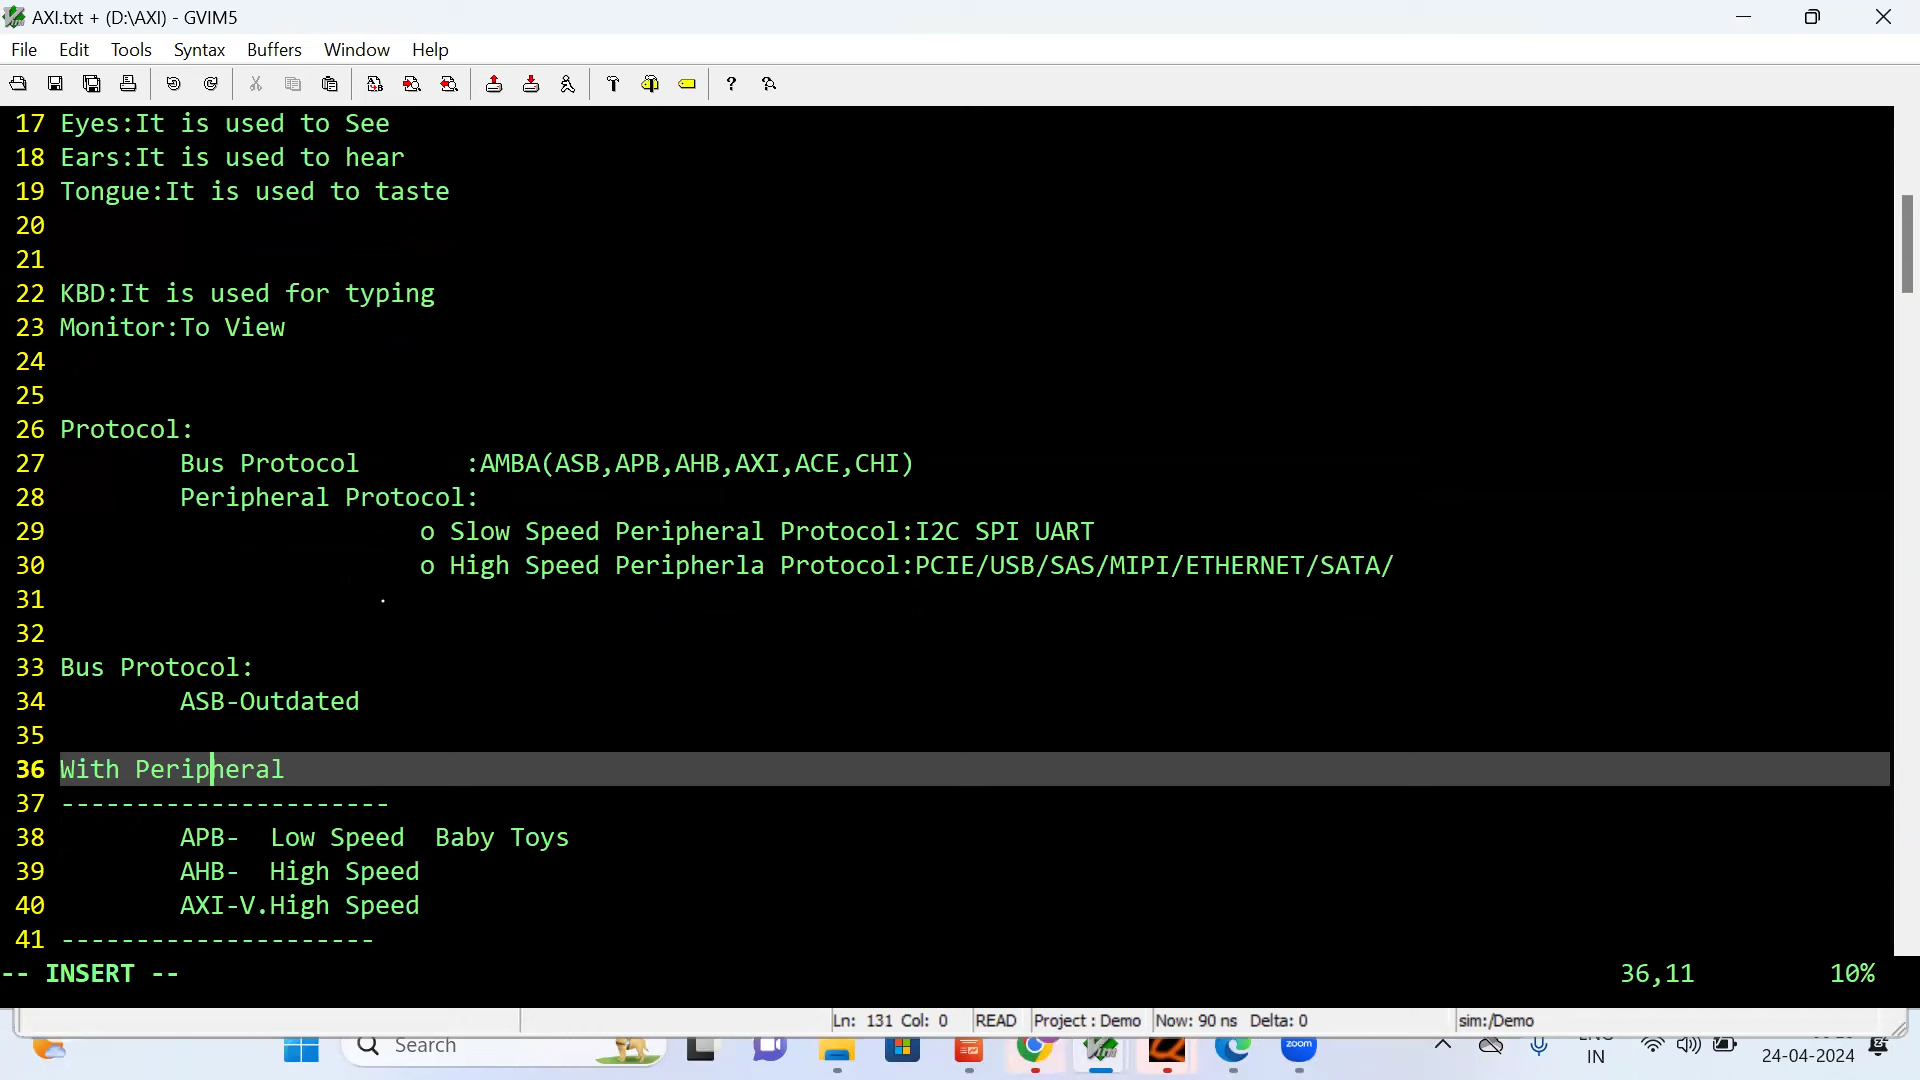 AXI.txt + (D:\AXI) - GVIM5
File Edit Tools Syntax Buffers Window Help
17 Eyes:It is used to See
18 Ears:It is used to hear
19 Tongue:It is used to taste
20
21
22 KBD:It is used for typing
23 Monitor:To View
24
25
26 Protocol:
27 Bus Protocol :AMBA(ASB,APB,AHB,AXI,ACE,CHI)
28 Peripheral Protocol:
29 o Slow Speed Peripheral Protocol:I2C SPI UART
30 o High Speed Peripherla Protocol:PCIE/USB/SAS/MIPI/ETHERNET/SATA/
31
32
33 Bus Protocol:
34 ASB-Outdated
35
36 With Peripheral
37 ----------------------
38 APB- Low Speed Baby Toys
39 AHB- High Speed
40 AXI-V.High Speed
41 ---------------------
-- INSERT -- 36,11 10%
Ln: 131 Col: 0 READ Project : Demo Now: 90 ns Delta: 0 sim:/Demo
Search zoom IN 24-04-2024